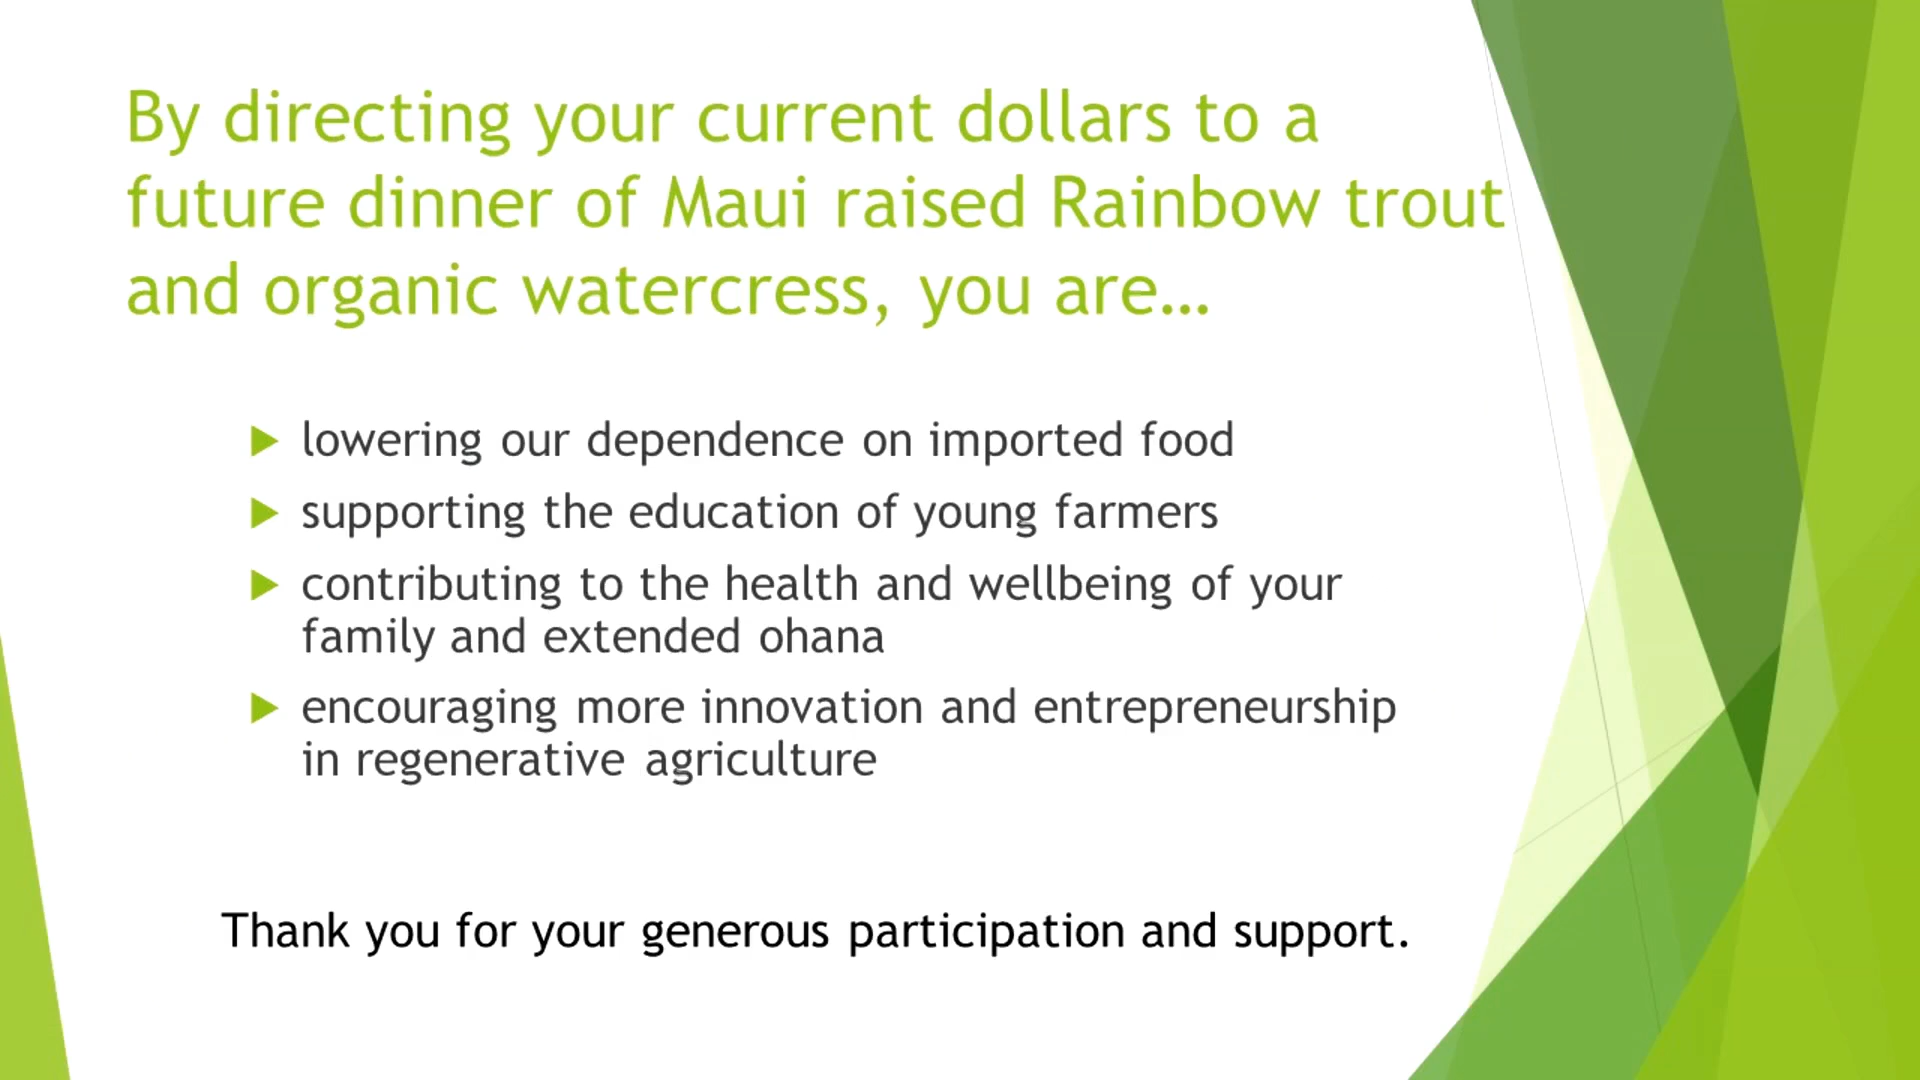 By directing your current dollars to a
future dinner of Maui raised Rainbow trout
and organic watercress, you are…
lowering our dependence on imported food
supporting the education of young farmers
contributing to the health and wellbeing of your
family and extended ohana
encouraging more innovation and entrepreneurship
in regenerative agriculture
Thank you for your generous participation and support.